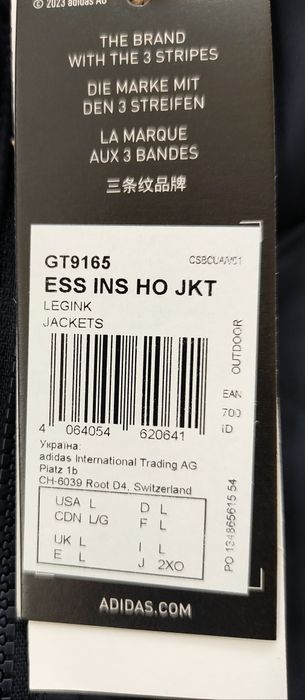 © 2023 adidas AG
THE BRAND
WITH THE 3 STRIPES
DIE MARKE MIT
DEN 3 STREIFEN
LA MARQUE
AUX 3 BANDES
三条纹品牌
GT9165
ESS INS HO JKT
LEGINK
JACKETS
OUTDOOR
EAN
700
ID
4 064054 620641
Україна:
adidas International Trading AG
Platz 1b
CH-6039 Root D4, Switzerland
USA L D L
CDN L/G F L
UK L I L
E L J 2XO
PO 134865615 54
ADIDAS.COM